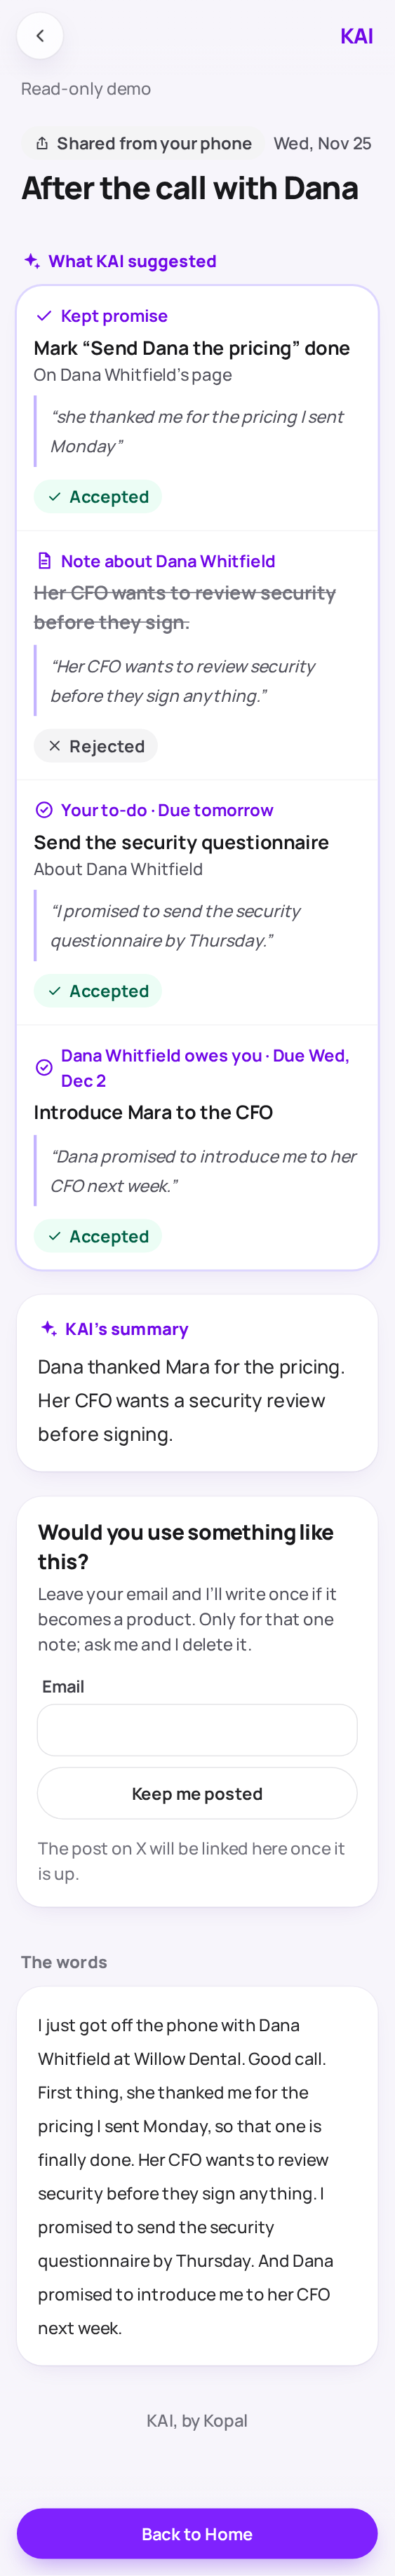 KAI
Read-only demo
Shared from your phone
Wed, Nov 25
After the call with Dana
What KAI suggested
Kept promise
Mark “Send Dana the pricing” done
On Dana Whitfield’s page
“she thanked me for the pricing I sent
Monday”
Accepted
Note about Dana Whitfield
Her CFO wants to review security
before they sign.
“Her CFO wants to review security
before they sign anything.”
Rejected
Your to-do · Due tomorrow
Send the security questionnaire
About Dana Whitfield
“I promised to send the security
questionnaire by Thursday.”
Accepted
Dana Whitfield owes you · Due Wed,
Dec 2
Introduce Mara to the CFO
“Dana promised to introduce me to her
CFO next week.”
Accepted
KAI’s summary
Dana thanked Mara for the pricing.
Her CFO wants a security review
before signing.
Would you use something like
this?
Leave your email and I’ll write once if it
becomes a product. Only for that one
note; ask me and I delete it.
Email
Keep me posted
The post on X will be linked here once it
is up.
The words
I just got off the phone with Dana
Whitfield at Willow Dental. Good call.
First thing, she thanked me for the
pricing I sent Monday, so that one is
finally done. Her CFO wants to review
security before they sign anything. I
promised to send the security
questionnaire by Thursday. And Dana
promised to introduce me to her CFO
next week.
KAI, by Kopal
Back to Home